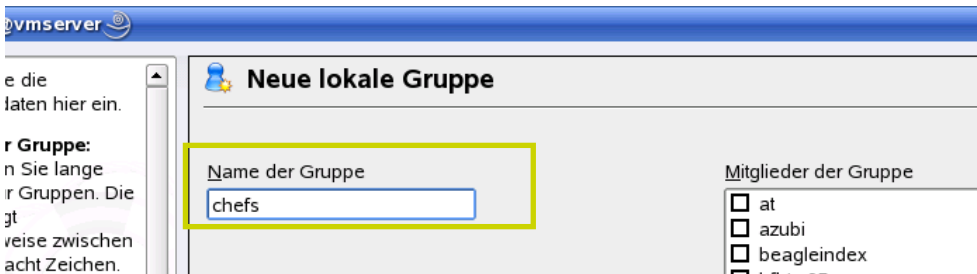 @vmserver
e die
daten hier ein.
r Gruppe:
n Sie lange
ir Gruppen. Die
gt
weise zwischen
acht Zeichen.
Neue lokale Gruppe
Name der Gruppe
chefs
Mitglieder der Gruppe
at
azubi
beagleindex